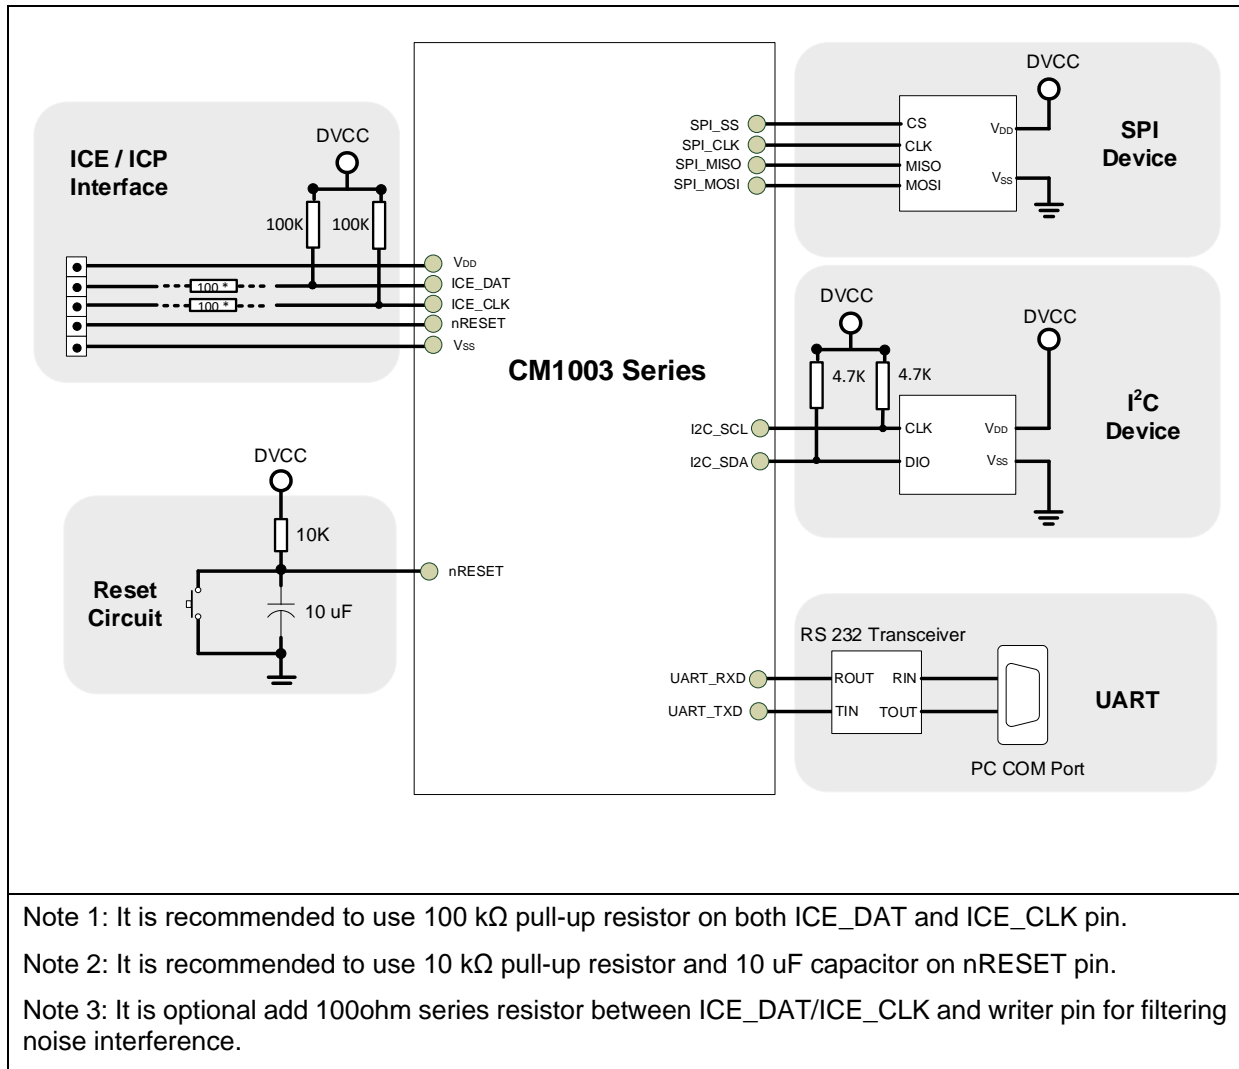 ICE / ICP
Interface
DVCC
100K 100K
100 *
100 *
VDD
ICE_DAT
ICE_CLK
nRESET
VSS
DVCC
10K
10 uF
Reset
Circuit
nRESET
CM1003 Series
SPI_SS
SPI_CLK
SPI_MISO
SPI_MOSI
CS
CLK
MISO
MOSI
VDD
VSS
DVCC
SPI
Device
I2C_SCL
I2C_SDA
DVCC
4.7K 4.7K
CLK
DIO
VDD
VSS
DVCC
I²C
Device
UART_RXD
UART_TXD
RS 232 Transceiver
ROUT RIN
TIN TOUT
PC COM Port
UART
Note 1: It is recommended to use 100 kΩ pull-up resistor on both ICE_DAT and ICE_CLK pin.
Note 2: It is recommended to use 10 kΩ pull-up resistor and 10 uF capacitor on nRESET pin.
Note 3: It is optional add 100ohm series resistor between ICE_DAT/ICE_CLK and writer pin for filtering
noise interference.